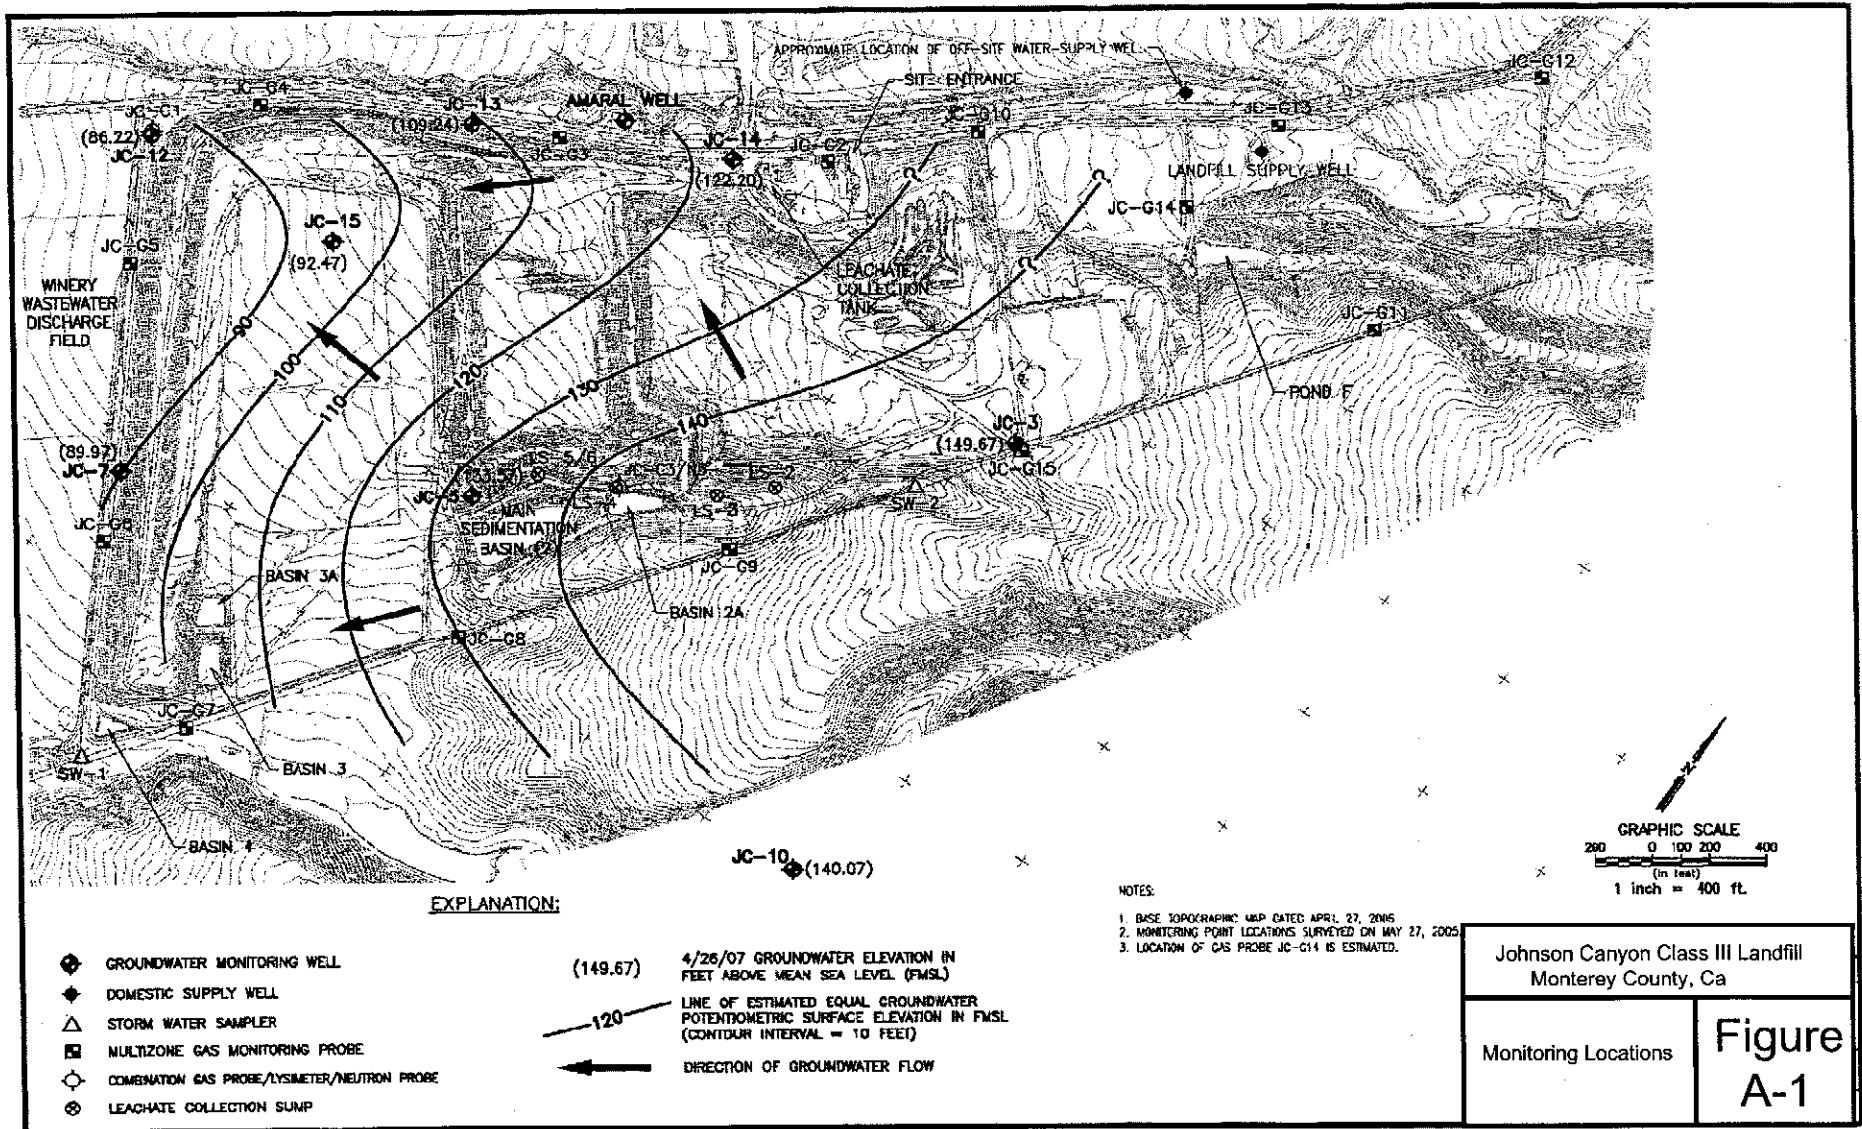 APPROXIMATE LOCATION OF OFF-SITE WATER-SUPPLY WELL
SITE ENTRANCE
JC-G12
JC-G4
JC-G1
JC-13
AMARAL WELL
(109.24)
JC-G10
JC-G13
(86.22)
JC-12
JC-G3
JC-14
JC-G2
(122.20)
LANDFILL SUPPLY WELL
JC-G14
JC-15
JC-G5
(92.47)
LEACHATE
COLLECTION
TANK
WINERY
WASTEWATER
DISCHARGE
FIELD
90
JC-G11
100
110
120
130
140
POND F
JC-3
(149.67)
JC-G15
(89.97)
JC-7
LS-5/6
JC-5
LS-2
SW-2
LS-3
MAIN
SEDIMENTATION
BASIN (2)
JC-G6
JC-G9
BASIN 3A
BASIN 2A
JC-G8
JC-G7
SW-1
BASIN 3
BASIN 4
JC-10
(140.07)
GRAPHIC SCALE
200 0 100 200 400
(in feet)
1 inch = 400 ft.
EXPLANATION:
GROUNDWATER MONITORING WELL
DOMESTIC SUPPLY WELL
STORM WATER SAMPLER
MULTIZONE GAS MONITORING PROBE
COMBINATION GAS PROBE/LYSIMETER/NEUTRON PROBE
LEACHATE COLLECTION SUMP
(149.67)
4/26/07 GROUNDWATER ELEVATION IN
FEET ABOVE MEAN SEA LEVEL (FMSL)
120
LINE OF ESTIMATED EQUAL GROUNDWATER
POTENTIOMETRIC SURFACE ELEVATION IN FMSL
(CONTOUR INTERVAL = 10 FEET)
DIRECTION OF GROUNDWATER FLOW
NOTES:
1. BASE TOPOGRAPHIC MAP DATED APRIL 27, 2005
2. MONITORING POINT LOCATIONS SURVEYED ON MAY 27, 2005.
3. LOCATION OF GAS PROBE JC-G14 IS ESTIMATED.
Johnson Canyon Class III Landfill
Monterey County, Ca
Monitoring Locations
Figure
A-1